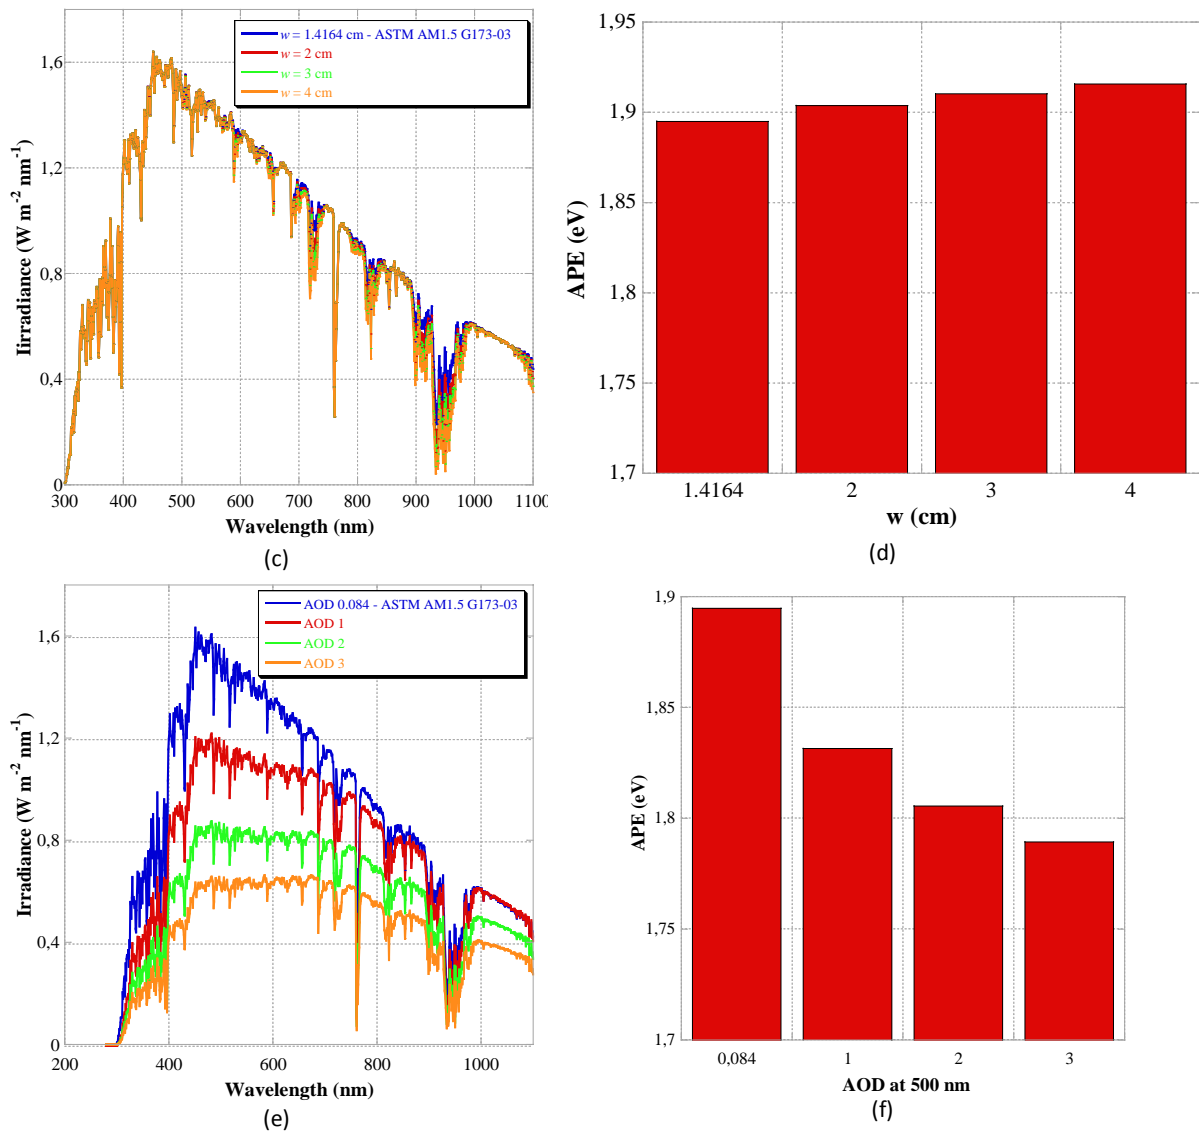 w = 1.4164 cm - ASTM AM1.5 G173-03
w = 2 cm
w = 3 cm
w = 4 cm
1,6
1,2
0,8
0,4
0
Iirradiance (W m-2 nm-1)
300 400 500 600 700 800 900 1000 1100
Wavelength (nm)
(c)
1,95
1,9
1,85
1,8
1,75
1,7
APE (eV)
1.4164 2 3 4
w (cm)
(d)
AOD 0.084 - ASTM AM1.5 G173-03
AOD 1
AOD 2
AOD 3
1,6
1,2
0,8
0,4
0
Irradiance (W m-2 nm-1)
200 400 600 800 1000
Wavelength (nm)
(e)
1,9
1,85
1,8
1,75
1,7
APE (eV)
0,084 1 2 3
AOD at 500 nm
(f)